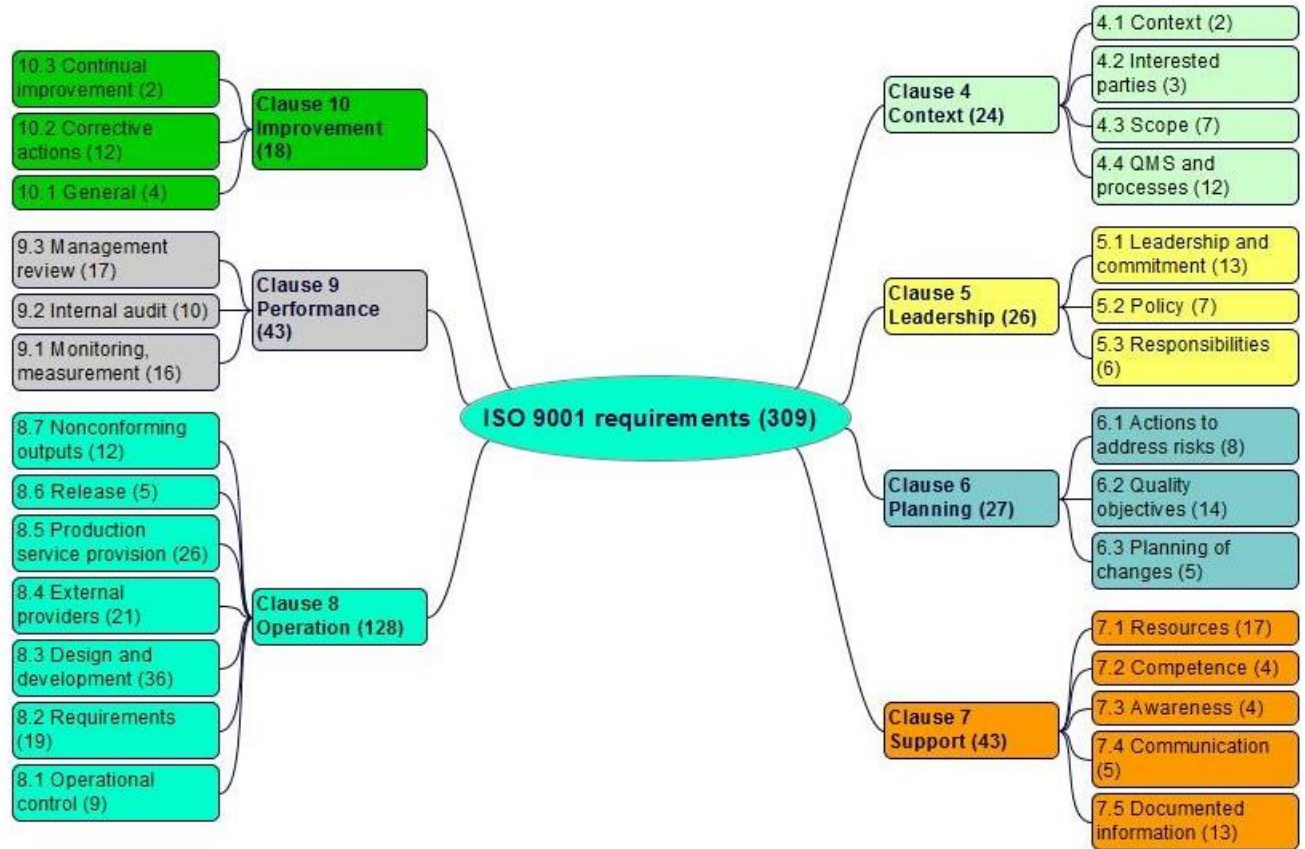 ISO 9001 requirements (309)
Clause 4
Context (24)
4.1 Context (2)
4.2 Interested
parties (3)
4.3 Scope (7)
4.4 QMS and
processes (12)
Clause 5
Leadership (26)
5.1 Leadership and
commitment (13)
5.2 Policy (7)
5.3 Responsibilities
(6)
Clause 6
Planning (27)
6.1 Actions to
address risks (8)
6.2 Quality
objectives (14)
6.3 Planning of
changes (5)
Clause 7
Support (43)
7.1 Resources (17)
7.2 Competence (4)
7.3 Awareness (4)
7.4 Communication
(5)
7.5 Documented
information (13)
Clause 8
Operation (128)
8.7 Nonconforming
outputs (12)
8.6 Release (5)
8.5 Production
service provision (26)
8.4 External
providers (21)
8.3 Design and
development (36)
8.2 Requirements
(19)
8.1 Operational
control (9)
Clause 9
Performance
(43)
9.3 Management
review (17)
9.2 Internal audit (10)
9.1 Monitoring,
measurement (16)
Clause 10
Improvement
(18)
10.3 Continual
improvement (2)
10.2 Corrective
actions (12)
10.1 General (4)